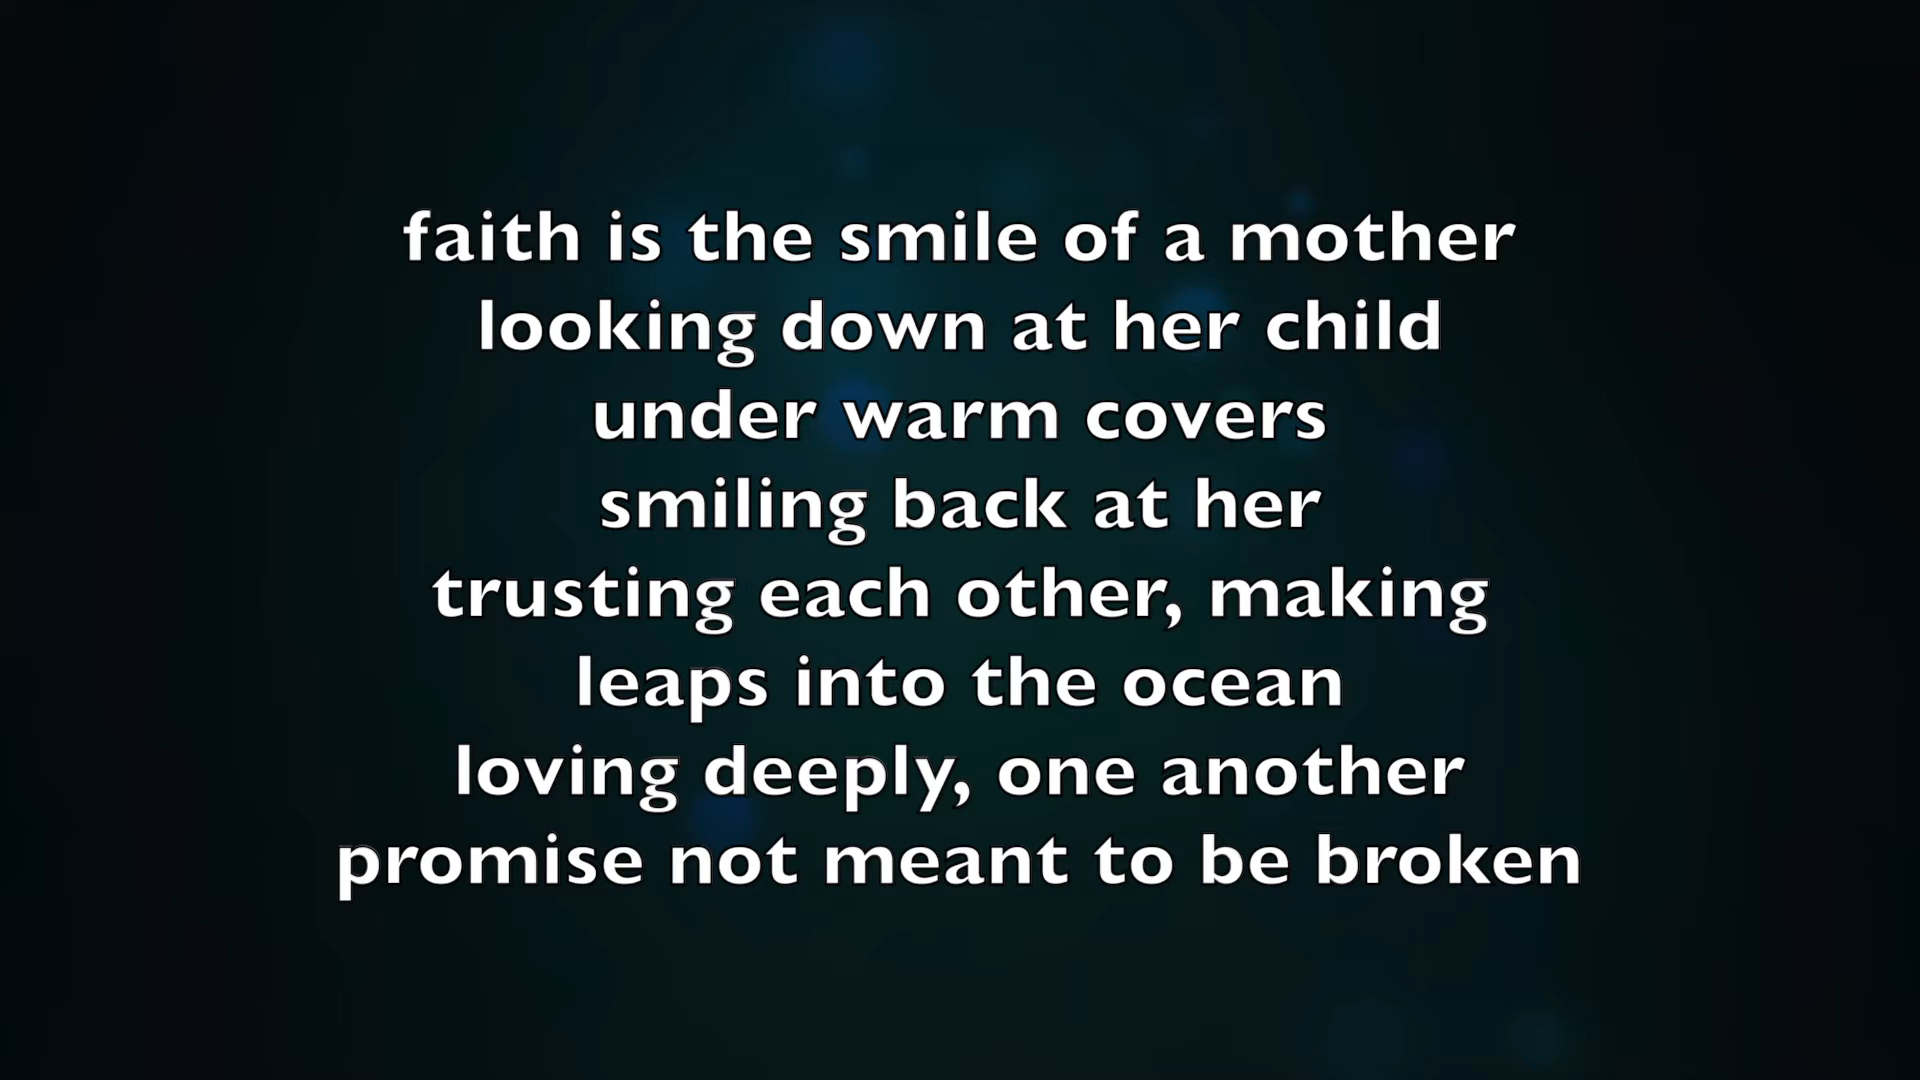 faith is the smile of a mother
looking down at her child
under warm covers
smiling back at her
trusting each other, making
leaps into the ocean
loving deeply, one another
promise not meant to be broken